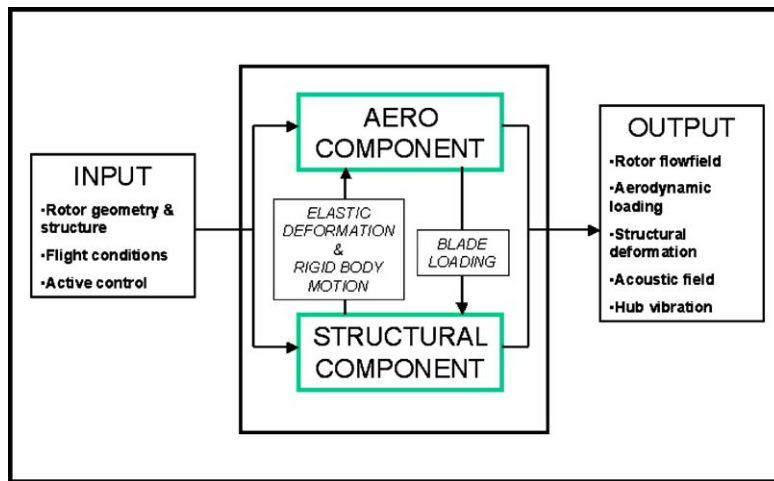 INPUT
•Rotor geometry &
structure
•Flight conditions
•Active control
AERO
COMPONENT
ELASTIC
DEFORMATION
&
RIGID BODY
MOTION
BLADE
LOADING
STRUCTURAL
COMPONENT
OUTPUT
•Rotor flowfield
•Aerodynamic
loading
•Structural
deformation
•Acoustic field
•Hub vibration